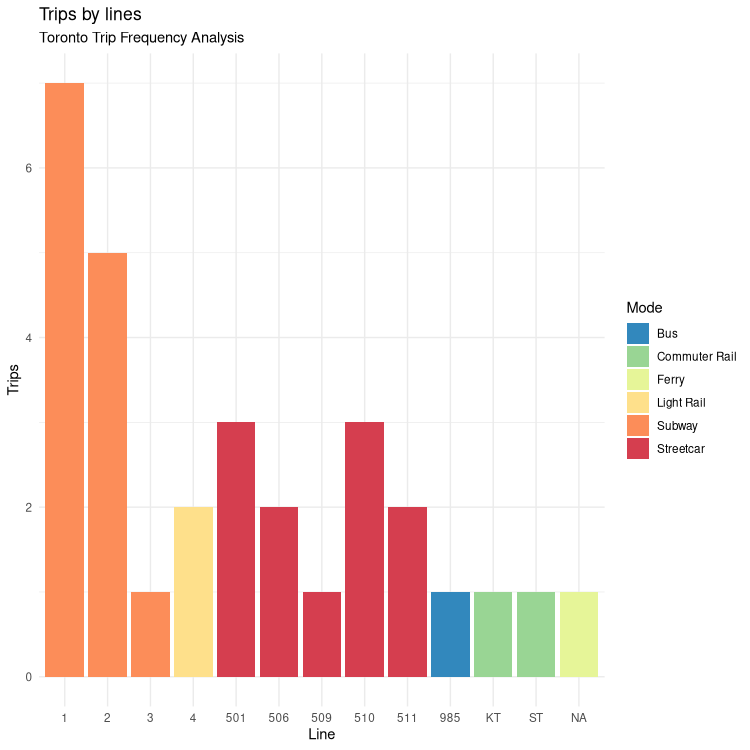 Trips by lines
Toronto Trip Frequency Analysis
6
4
2
0
Trips
1 2 3 4 501 506 509 510 511 985 KT ST NA
Line
Mode
Bus
Commuter Rail
Ferry
Light Rail
Subway
Streetcar